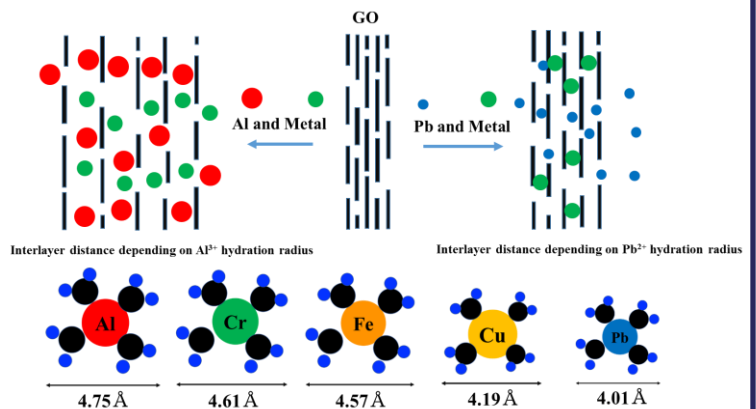 GO
Al and Metal
Pb and Metal
Interlayer distance depending on Al³⁺ hydration radius
Interlayer distance depending on Pb²⁺ hydration radius
Al
Cr
Fe
Cu
Pb
4.75 Å
4.61 Å
4.57 Å
4.19 Å
4.01 Å